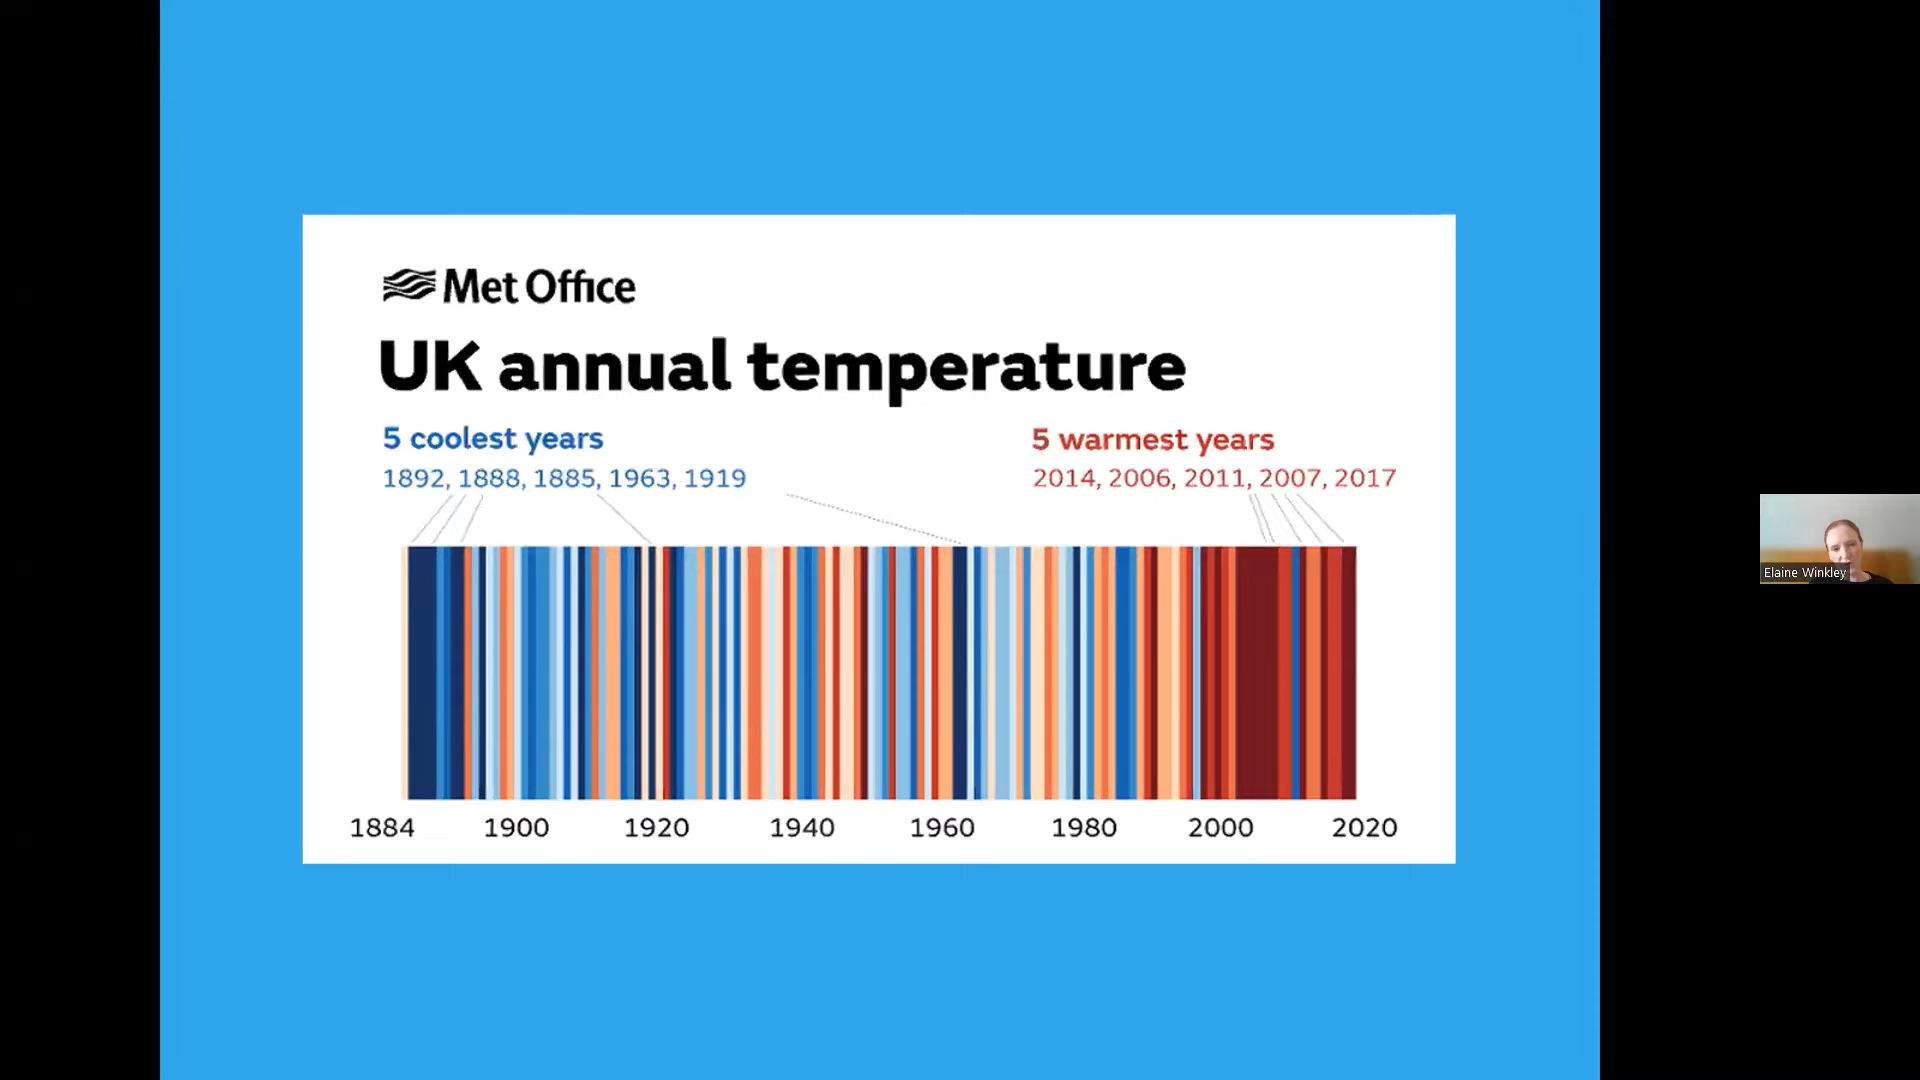 Met Office
UK annual temperature
5 coolest years
1892, 1888, 1885, 1963, 1919
5 warmest years
2014, 2006, 2011, 2007, 2017
1884 1900 1920 1940 1960 1980 2000 2020
Elaine Winkley